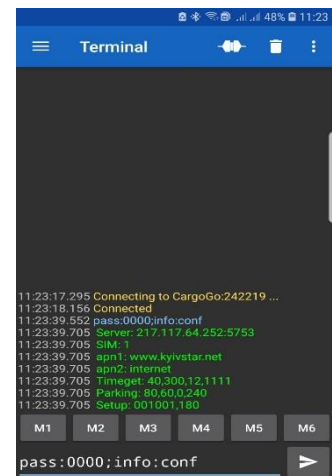 48% 11:23
Terminal
11:23:17.295 Connecting to CargoGo:242219 ...
11:23:18.156 Connected
11:23:39.552 pass:0000;info:conf
11:23:39.705 Server: 217.117.64.252:5753
11:23:39.705 SIM: 1
11:23:39.705 apn1: www.kyivstar.net
11:23:39.705 apn2: internet
11:23:39.705 Timeget: 40,300,12,1111
11:23:39.705 Parking: 80,60,0,240
11:23:39.705 Setup: 001001,180
M1 M2 M3 M4 M5 M6
pass:0000;info:conf